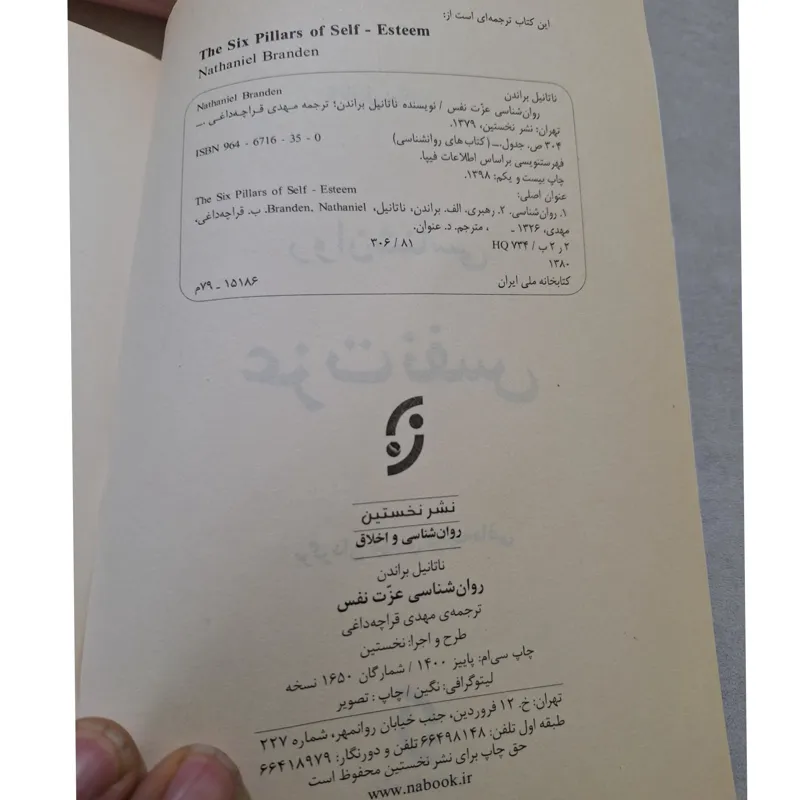 این کتاب ترجمه‌ای است از:
The Six Pillars of Self - Esteem
Nathaniel Branden
ناتانیل براندن Nathaniel Branden
روان‌شناسی عزّت نفس / نویسنده ناتانیل براندن؛ ترجمه مهدی قراچه‌داغی ...
تهران: نشر نخستین، ۱۳۷۹.
۳۰۴ ص. جدول... (کتاب‌های روانشناسی) ISBN 964 - 6716 - 35 - 0
فهرستنویسی براساس اطلاعات فیپا.
چاپ بیست و یکم: ۱۳۹۸.
عنوان اصلی: The Six Pillars of Self - Esteem
۱. روان‌شناسی. ۲. رهبری. الف. براندن، ناتانیل، Branden, Nathaniel. ب. قراچه‌داغی،
مهدی، ۱۳۲۶ - ، مترجم. د. عنوان.
۲ ر ۲ ب / ۷۳۴ HQ ۳۰۶ / ۸۱
۱۳۸۰
کتابخانه ملی ایران ۱۵۱۸۶ - ۷۹م
نشر نخستین
روان‌شناسی و اخلاق
ناتانیل براندن
روان‌شناسی عزّت نفس
ترجمه‌ی مهدی قراچه‌داغی
طرح و اجرا: نخستین
چاپ سی‌ام: پاییز ۱۴۰۰ / شمارگان ۱۶۵۰ نسخه
لیتوگرافی: نگین / چاپ: تصویر
تهران: خ. ۱۲ فروردین، جنب خیابان روانمهر، شماره ۲۲۷
طبقه اول تلفن: ۶۶۴۹۸۱۴۸ تلفن و دورنگار: ۶۶۴۱۸۹۷۹
حق چاپ برای نشر نخستین محفوظ است
www.nabook.ir